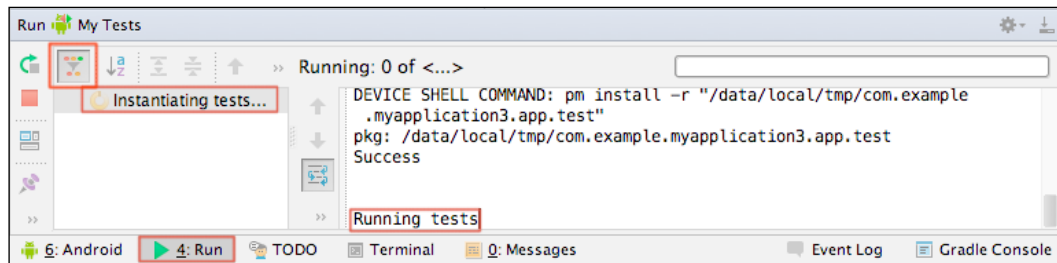 Run My Tests
Running: 0 of <...>
Instantiating tests...
DEVICE SHELL COMMAND: pm install -r "/data/local/tmp/com.example
.myapplication3.app.test"
pkg: /data/local/tmp/com.example.myapplication3.app.test
Success
Running tests
6: Android 4: Run TODO Terminal 0: Messages Event Log Gradle Console